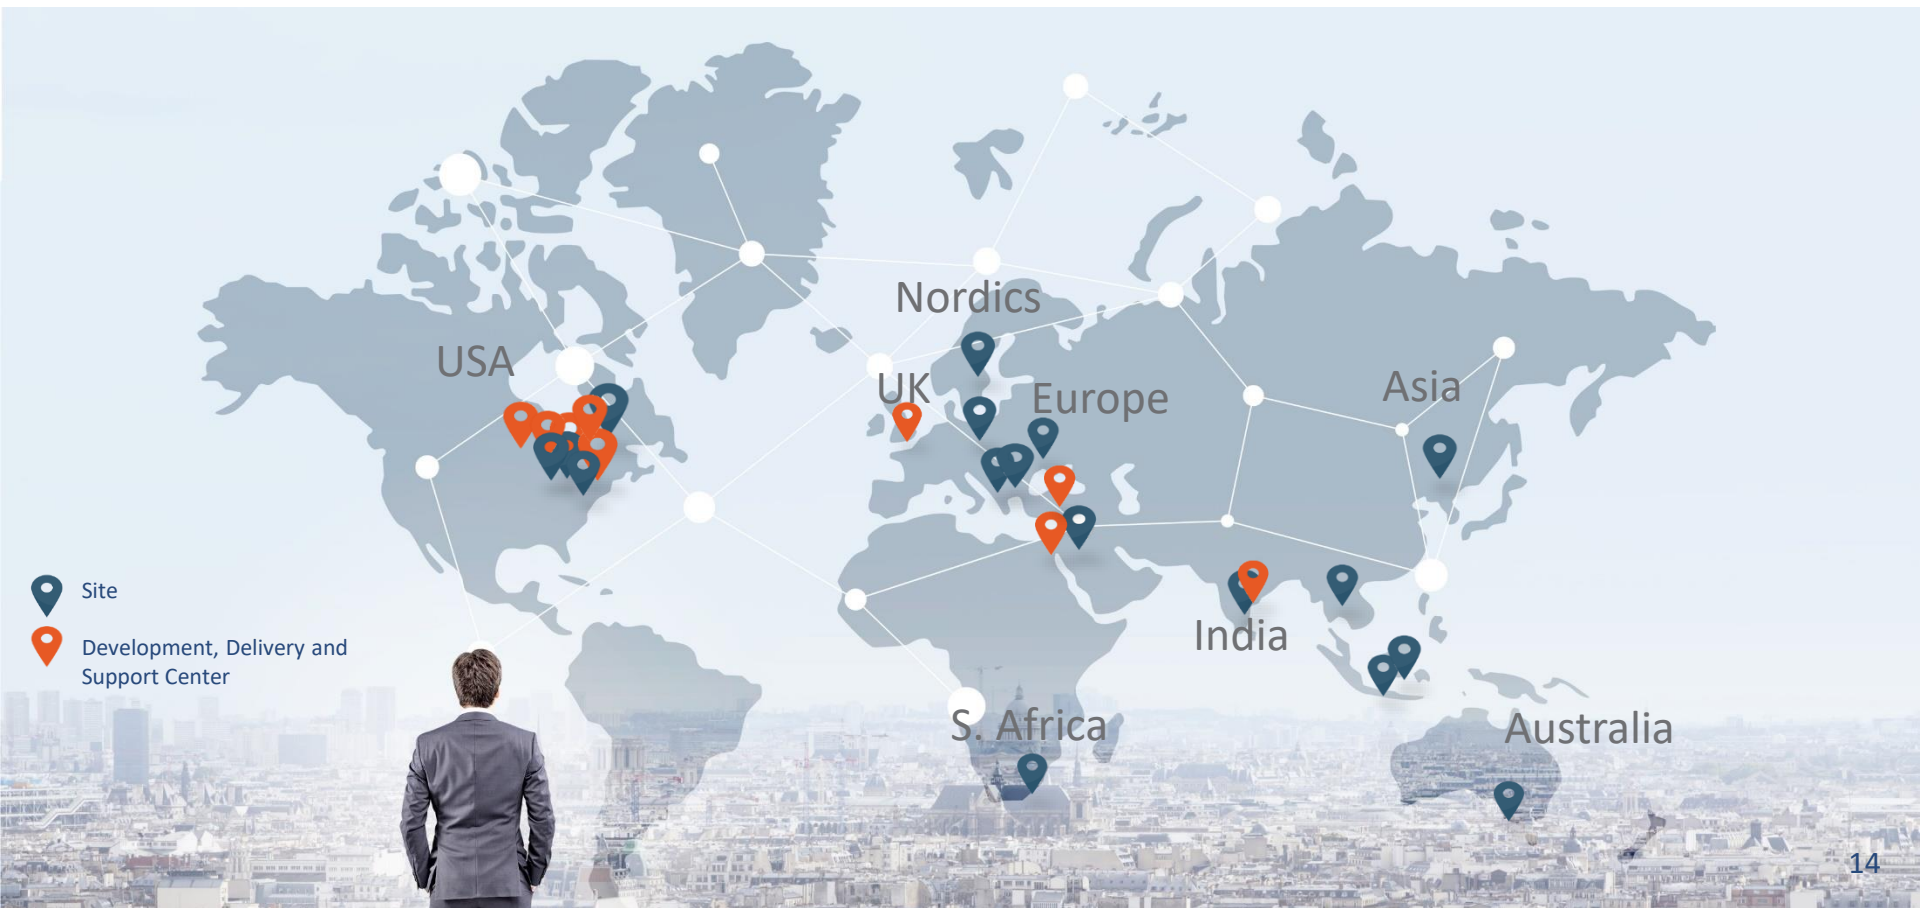 Nordics
USA
UK
Europe
Asia
Site
India
Development, Delivery and
Support Center
S. Africa
Australia
14